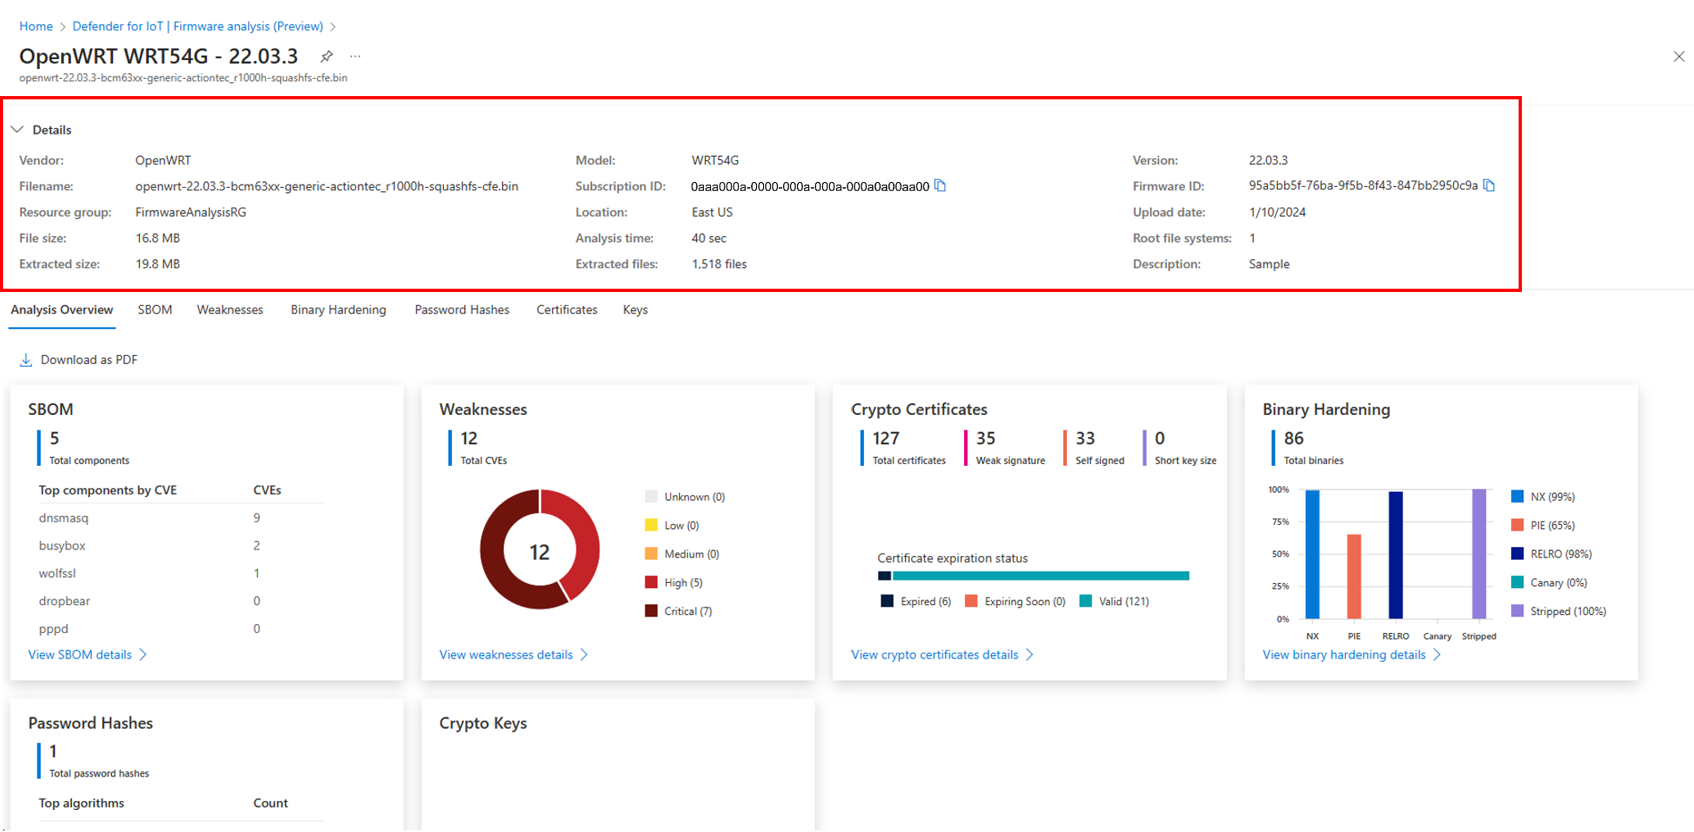 Home > Defender for IoT | Firmware analysis (Preview) >
OpenWRT WRT54G - 22.03.3 ...
openwrt-22.03.3-bcm63xx-generic-actiontec_r1000h-squashfs-cfe.bin
Details
Vendor: OpenWRT Model: WRT54G Version: 22.03.3
Filename: openwrt-22.03.3-bcm63xx-generic-actiontec_r1000h-squashfs-cfe.bin Subscription ID: 0aaa000a-0000-000a-000a-000a0a00aa00 Firmware ID: 95a5bb5f-76ba-9f5b-8f43-847bb2950c9a
Resource group: FirmwareAnalysisRG Location: East US Upload date: 1/10/2024
File size: 16.8 MB Analysis time: 40 sec Root file systems: 1
Extracted size: 19.8 MB Extracted files: 1,518 files Description: Sample
Analysis Overview SBOM Weaknesses Binary Hardening Password Hashes Certificates Keys
Download as PDF
SBOM
5
Total components
Top components by CVE CVEs
dnsmasq 9
busybox 2
wolfssl 1
dropbear 0
pppd 0
View SBOM details
Weaknesses
12
Total CVEs
12
Unknown (0)
Low (0)
Medium (0)
High (5)
Critical (7)
View weaknesses details
Crypto Certificates
127 35 33 0
Total certificates Weak signature Self signed Short key size
Certificate expiration status
Expired (6) Expiring Soon (0) Valid (121)
View crypto certificates details
Binary Hardening
86
Total binaries
100%
75%
50%
25%
0%
NX PIE RELRO Canary Stripped
NX (99%)
PIE (65%)
RELRO (98%)
Canary (0%)
Stripped (100%)
View binary hardening details
Password Hashes
1
Total password hashes
Top algorithms Count
Crypto Keys